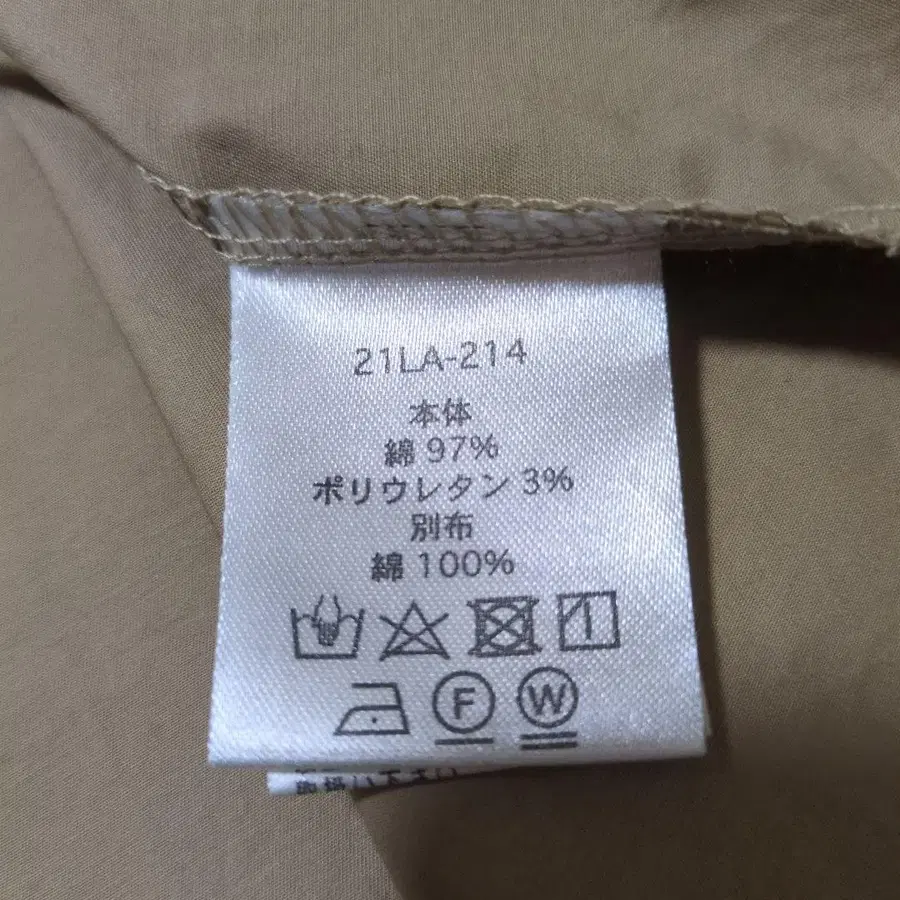 21LA-214
本体
綿 97%
ポリウレタン 3%
別布
綿 100%
F W